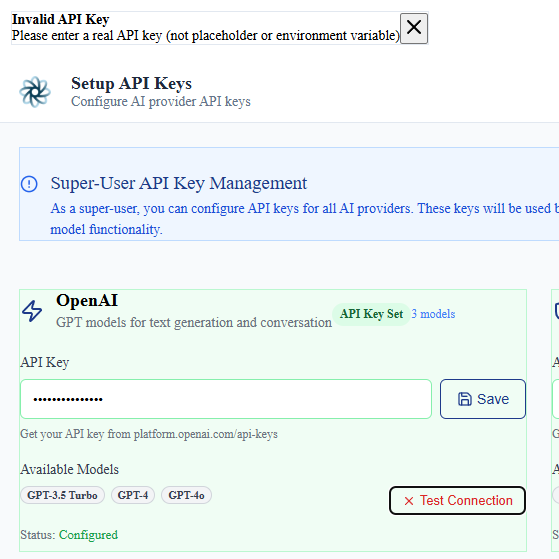 Invalid API Key
Please enter a real API key (not placeholder or environment variable)
Setup API Keys
Configure AI provider API keys
Super-User API Key Management
As a super-user, you can configure API keys for all AI providers. These keys will be used
model functionality.
OpenAI
GPT models for text generation and conversation
API Key Set
3 models
API Key
•••••••••••••••
Save
Get your API key from platform.openai.com/api-keys
Available Models
GPT-3.5 Turbo
GPT-4
GPT-4o
Test Connection
Status: Configured